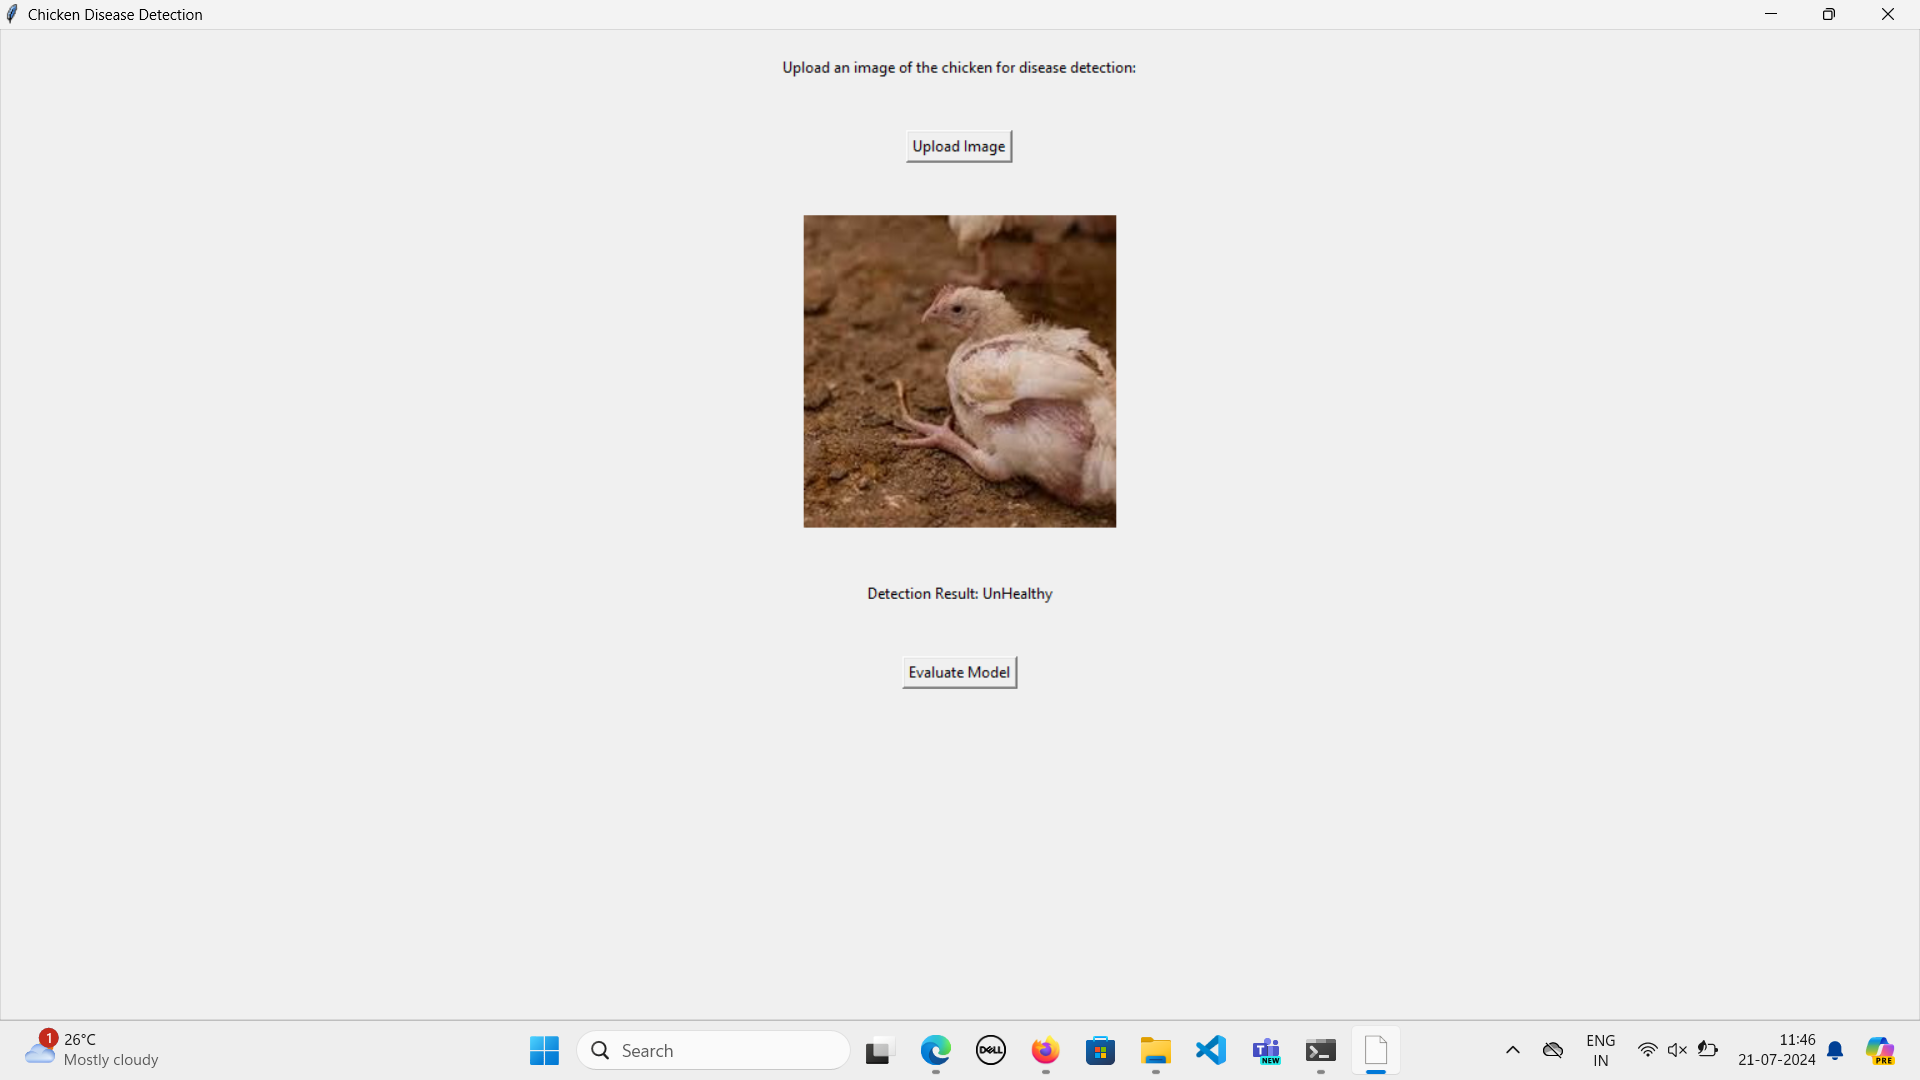 Chicken Disease Detection
Upload an image of the chicken for disease detection:
Upload Image
Detection Result: UnHealthy
Evaluate Model
1
26°C
Mostly cloudy
Search
DELL
NEW
ENG
IN
11:46
21-07-2024
PRE